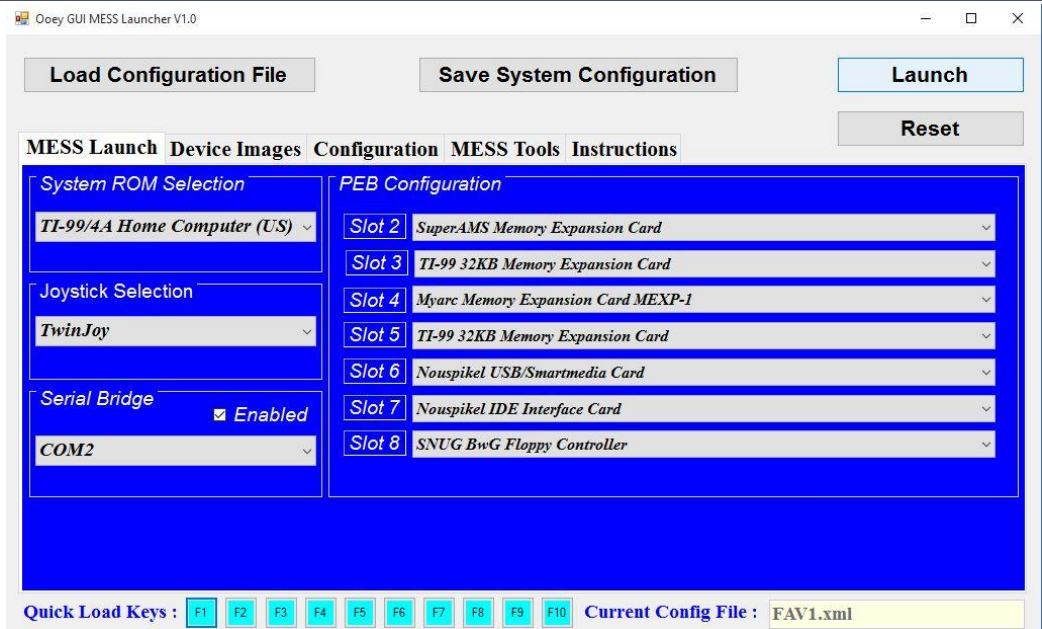 Ooey GUI MESS Launcher V1.0
Load Configuration File
Save System Configuration
Launch
Reset
MESS Launch Device Images Configuration MESS Tools Instructions
System ROM Selection
TI-99/4A Home Computer (US)
Joystick Selection
TwinJoy
Serial Bridge
Enabled
COM2
PEB Configuration
Slot 2 SuperAMS Memory Expansion Card
Slot 3 TI-99 32KB Memory Expansion Card
Slot 4 Myarc Memory Expansion Card MEXP-1
Slot 5 TI-99 32KB Memory Expansion Card
Slot 6 Nouspikel USB/Smartmedia Card
Slot 7 Nouspikel IDE Interface Card
Slot 8 SNUG BwG Floppy Controller
Quick Load Keys : F1 F2 F3 F4 F5 F6 F7 F8 F9 F10 Current Config File : FAV1.xml